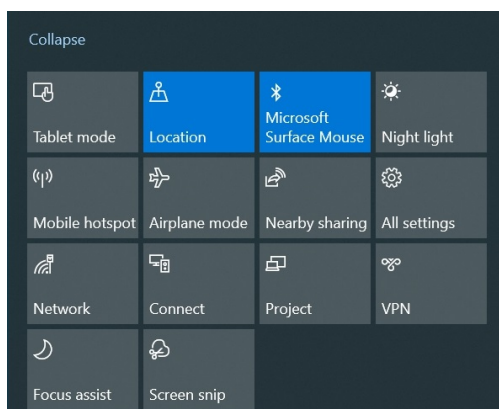 Collapse
Tablet mode
Location
Microsoft
Surface Mouse
Night light
Mobile hotspot
Airplane mode
Nearby sharing
All settings
Network
Connect
Project
VPN
Focus assist
Screen snip